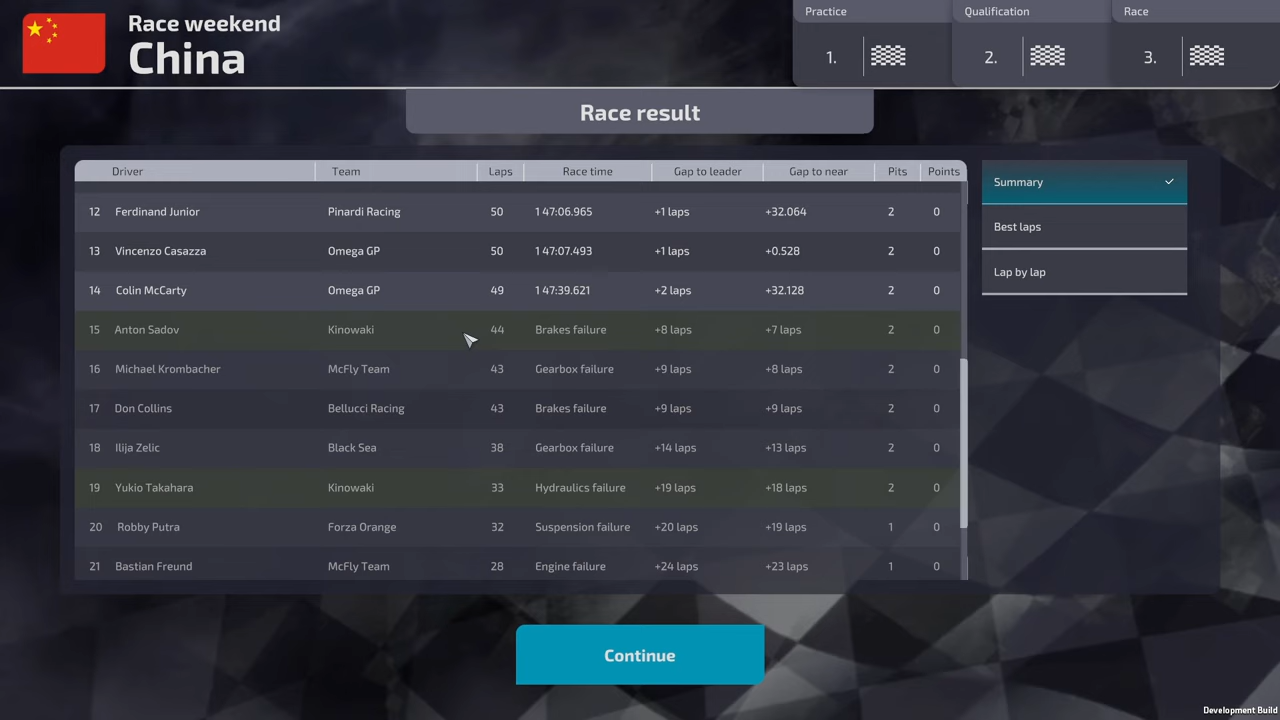 Race weekend
China
Practice
1.
Qualification
2.
Race
3.
Race result
Driver Team Laps Race time Gap to leader Gap to near Pits Points
12 Ferdinand Junior Pinardi Racing 50 1 47:06.965 +1 laps +32.064 2 0
13 Vincenzo Casazza Omega GP 50 1 47:07.493 +1 laps +0.528 2 0
14 Colin McCarty Omega GP 49 1 47:39.621 +2 laps +32.128 2 0
15 Anton Sadov Kinowaki 44 Brakes failure +8 laps +7 laps 2 0
16 Michael Krombacher McFly Team 43 Gearbox failure +9 laps +8 laps 2 0
17 Don Collins Bellucci Racing 43 Brakes failure +9 laps +9 laps 2 0
18 Ilija Zelic Black Sea 38 Gearbox failure +14 laps +13 laps 2 0
19 Yukio Takahara Kinowaki 33 Hydraulics failure +19 laps +18 laps 2 0
20 Robby Putra Forza Orange 32 Suspension failure +20 laps +19 laps 1 0
21 Bastian Freund McFly Team 28 Engine failure +24 laps +23 laps 1 0
Summary
Best laps
Lap by lap
Continue
Development Build